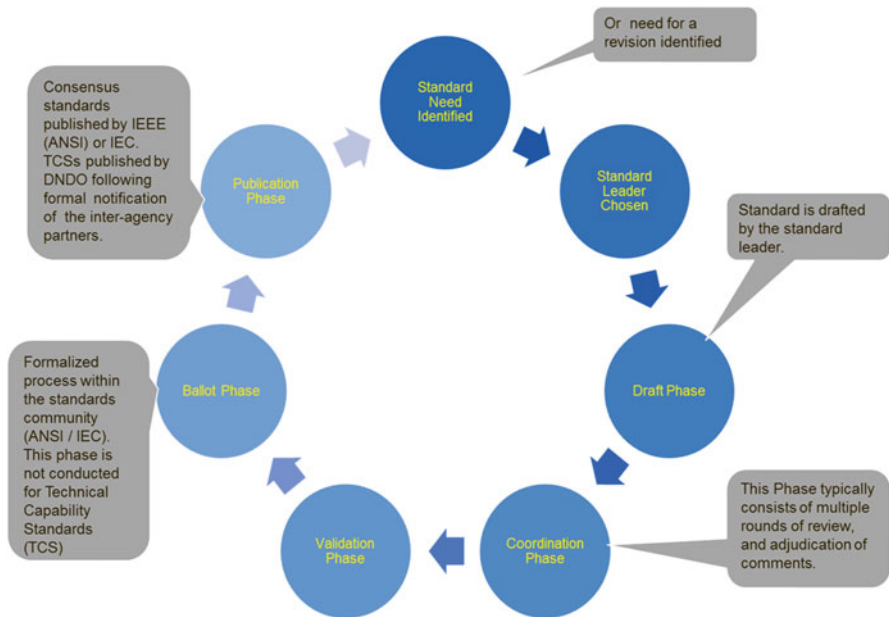 Or need for a
revision identified
Standard
Need
Identified
Consensus
standards
published by IEEE
(ANSI) or IEC.
TCSs published by
DNDO following
formal notification
of the inter-agency
partners.
Publication
Phase
Standard
Leader
Chosen
Standard is drafted
by the standard
leader.
Draft Phase
Formalized
process within
the standards
community
(ANSI / IEC).
This phase is
not conducted
for Technical
Capability
Standards
(TCS)
Ballot Phase
This Phase typically
consists of multiple
rounds of review,
and adjudication of
comments.
Coordination
Phase
Validation
Phase